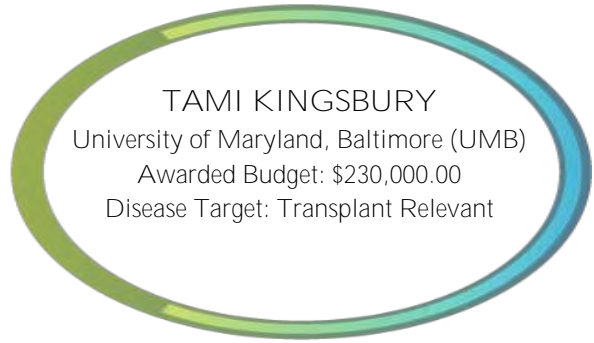 TAMI KINGSBURY
University of Maryland, Baltimore (UMB)
Awarded Budget: $230,000.00
Disease Target: Transplant Relevant